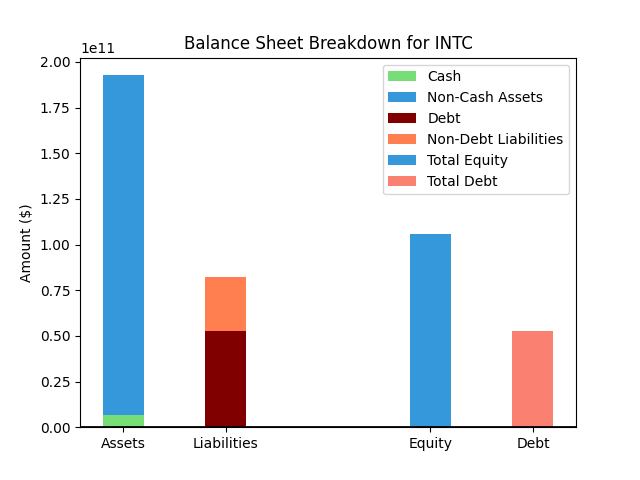 Balance Sheet Breakdown for INTC
1e11
2.00
1.75
1.50
1.25
1.00
0.75
0.50
0.25
0.00
Amount ($)
Cash
Non-Cash Assets
Debt
Non-Debt Liabilities
Total Equity
Total Debt
Assets
Liabilities
Equity
Debt